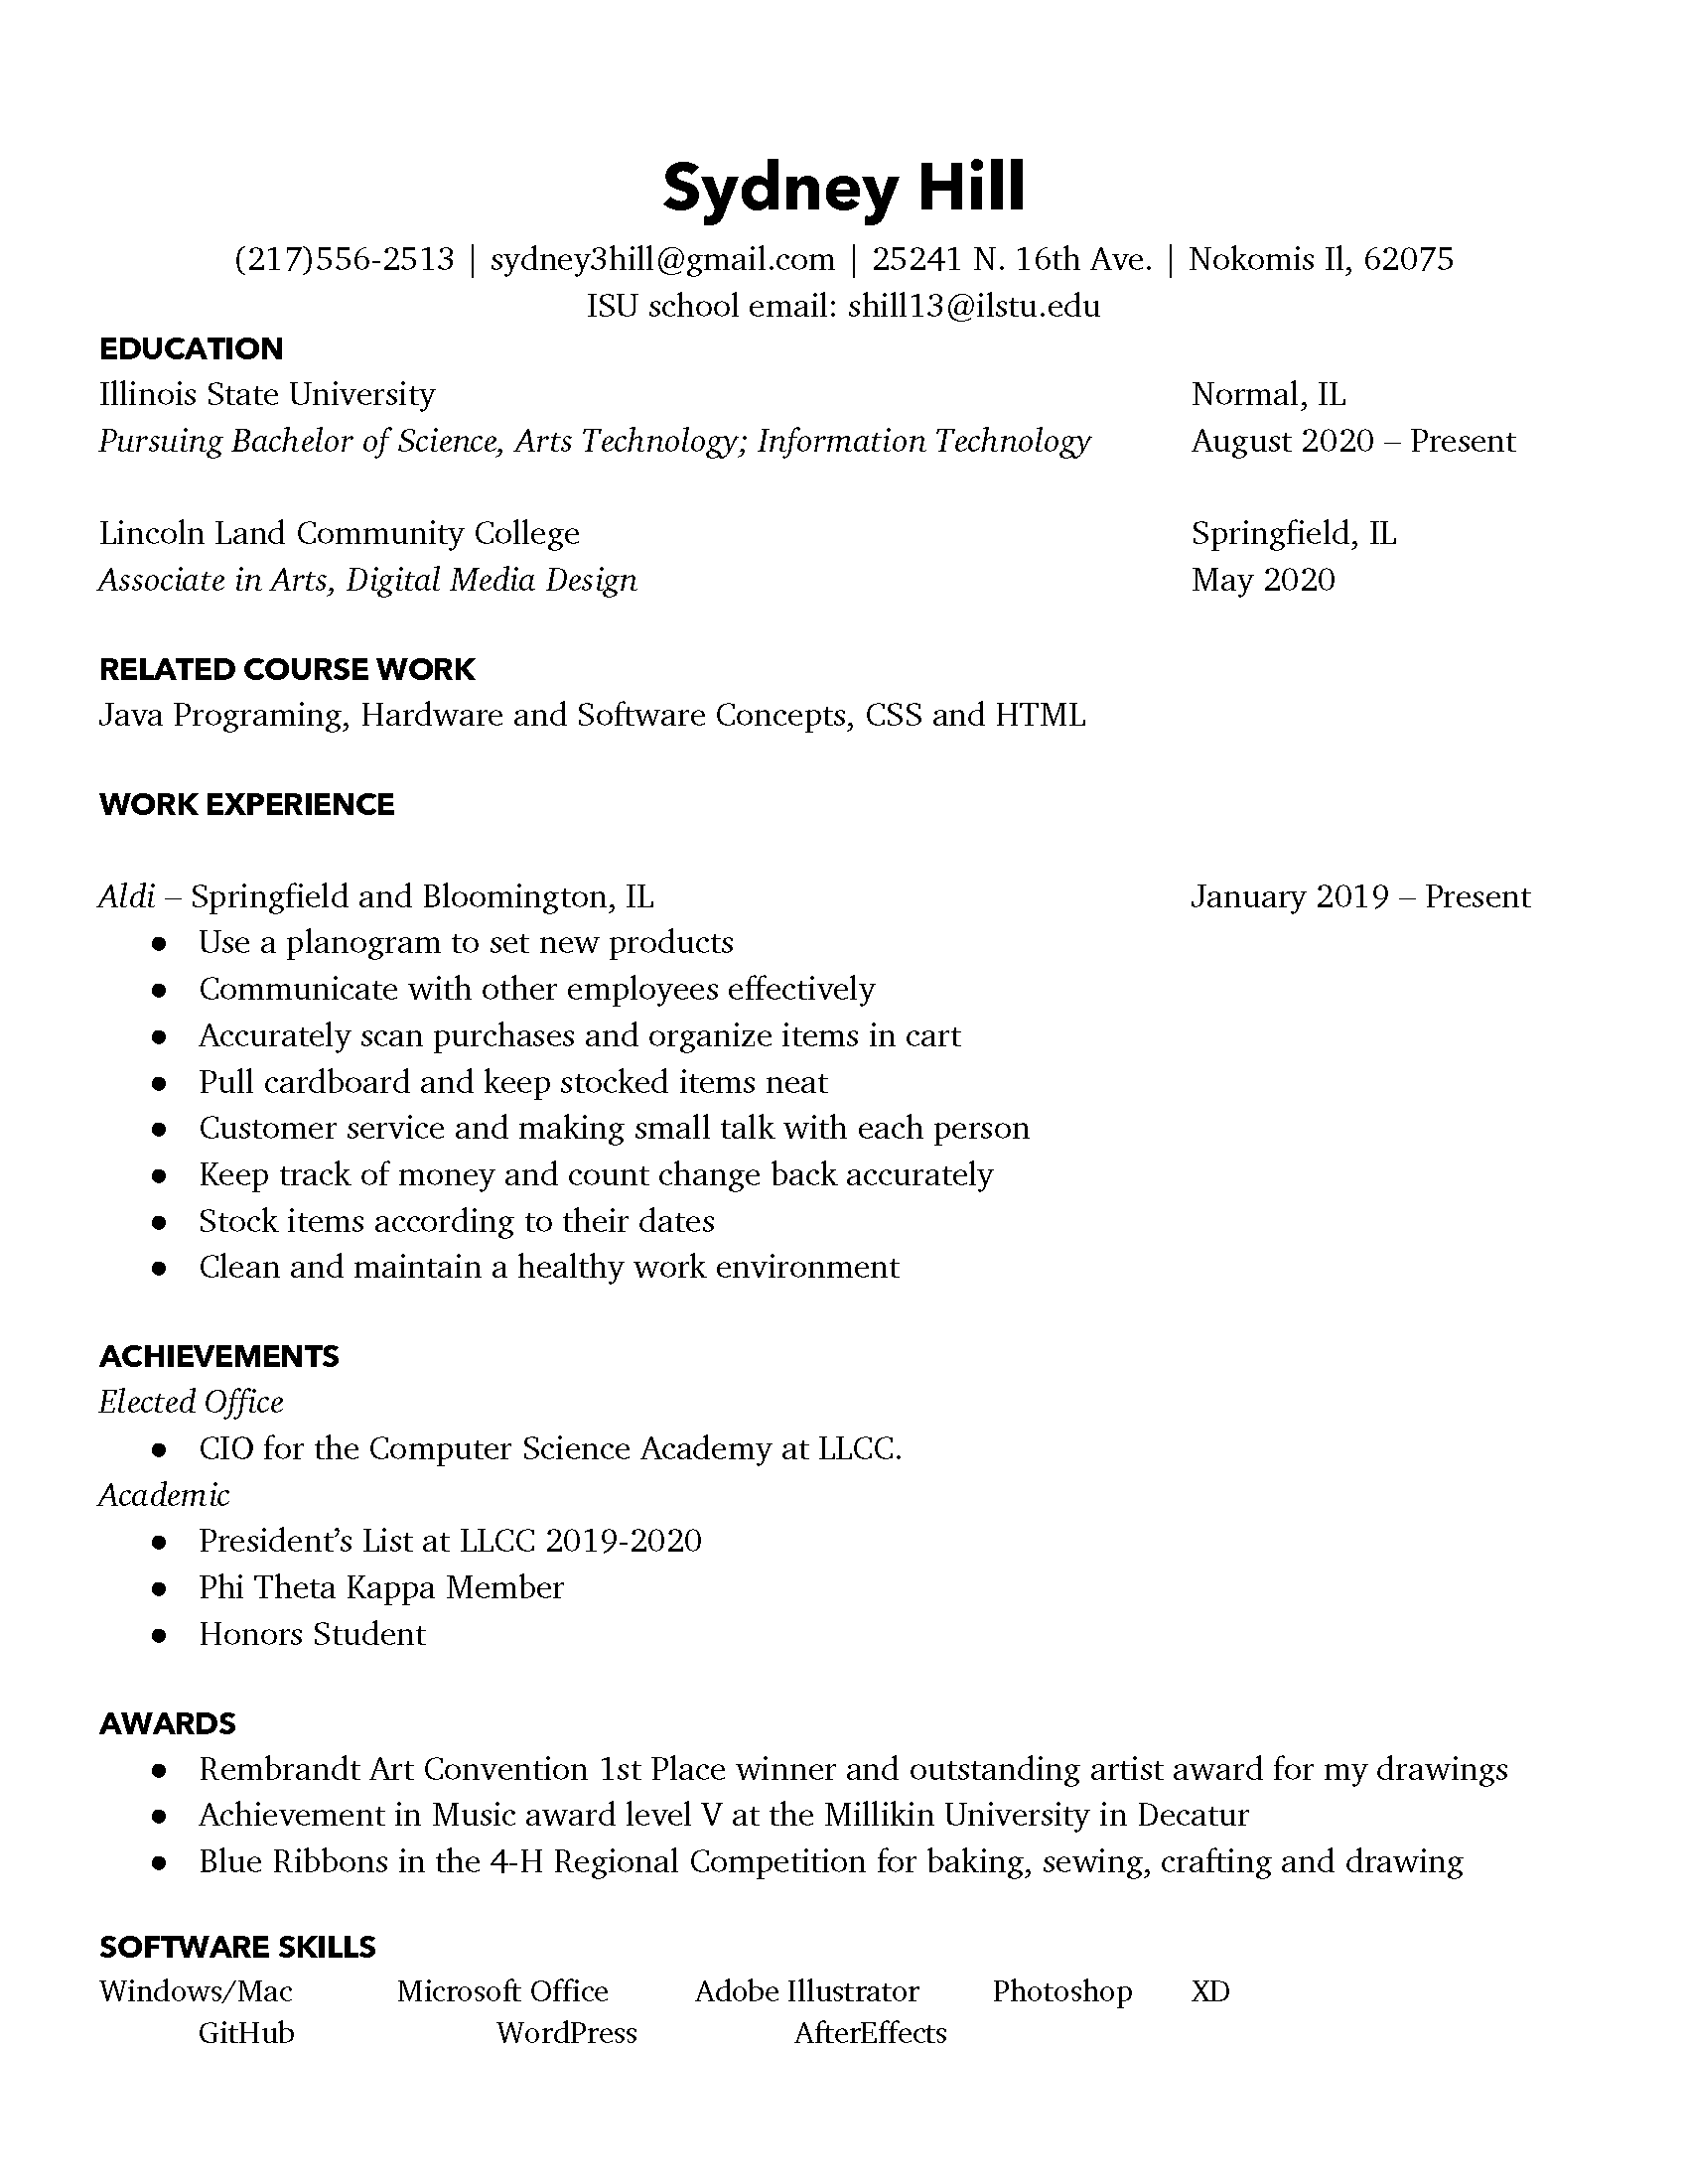 Sydney Hill
(217)556-2513 | sydney3hill@gmail.com | 25241 N. 16th Ave. | Nokomis Il, 62075
ISU school email: shill13@ilstu.edu
EDUCATION
Illinois State University Normal, IL
Pursuing Bachelor of Science, Arts Technology; Information Technology August 2020 – Present
Lincoln Land Community College Springfield, IL
Associate in Arts, Digital Media Design May 2020
RELATED COURSE WORK
Java Programing, Hardware and Software Concepts, CSS and HTML
WORK EXPERIENCE
Aldi – Springfield and Bloomington, IL January 2019 – Present
● Use a planogram to set new products
● Communicate with other employees effectively
● Accurately scan purchases and organize items in cart
● Pull cardboard and keep stocked items neat
● Customer service and making small talk with each person
● Keep track of money and count change back accurately
● Stock items according to their dates
● Clean and maintain a healthy work environment
ACHIEVEMENTS
Elected Office
● CIO for the Computer Science Academy at LLCC.
Academic
● President’s List at LLCC 2019-2020
● Phi Theta Kappa Member
● Honors Student
AWARDS
● Rembrandt Art Convention 1st Place winner and outstanding artist award for my drawings
● Achievement in Music award level V at the Millikin University in Decatur
● Blue Ribbons in the 4-H Regional Competition for baking, sewing, crafting and drawing
SOFTWARE SKILLS
Windows/Mac Microsoft Office Adobe Illustrator Photoshop XD
GitHub WordPress AfterEffects